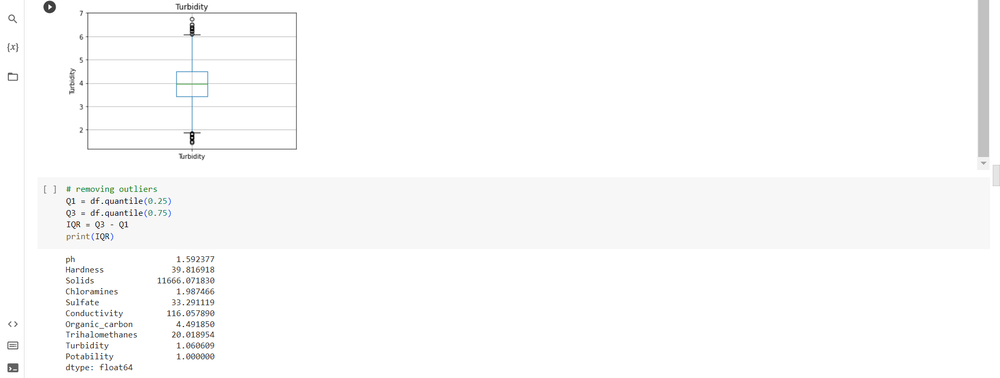 Turbidity
7
6
5
4
3
2
Turbidity
Turbidity
{x}
[ ] # removing outliers
Q1 = df.quantile(0.25)
Q3 = df.quantile(0.75)
IQR = Q3 - Q1
print(IQR)
ph 1.592377
Hardness 39.816918
Solids 11666.071830
Chloramines 1.987466
Sulfate 33.291119
Conductivity 116.057890
Organic_carbon 4.491850
Trihalomethanes 20.018954
Turbidity 1.060609
Potability 1.000000
dtype: float64